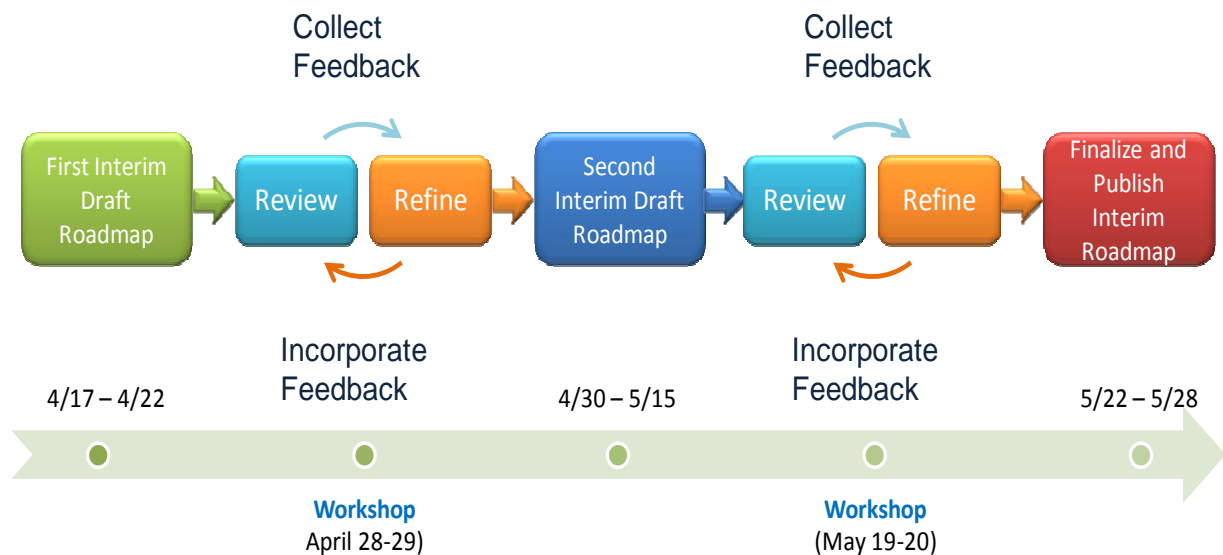 Collect
Feedback
Collect
Feedback
First Interim
Draft
Roadmap
Review
Refine
Second
Interim Draft
Roadmap
Review
Refine
Finalize and
Publish
Interim
Roadmap
Incorporate
Feedback
Incorporate
Feedback
4/17 – 4/22
4/30 – 5/15
5/22 – 5/28
Workshop
April 28-29)
Workshop
(May 19-20)